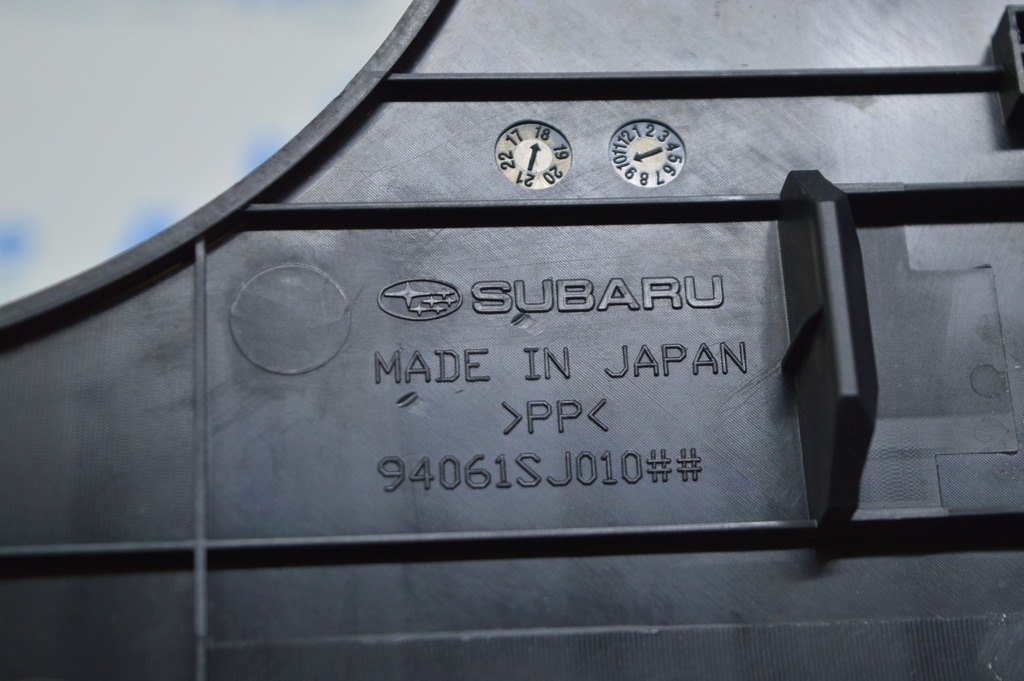 17 18 19 20 21 22
1 2 3 4 5 6 7 8 9 10 11 12
SUBARU
MADE IN JAPAN
>PP<
94061SJ010##